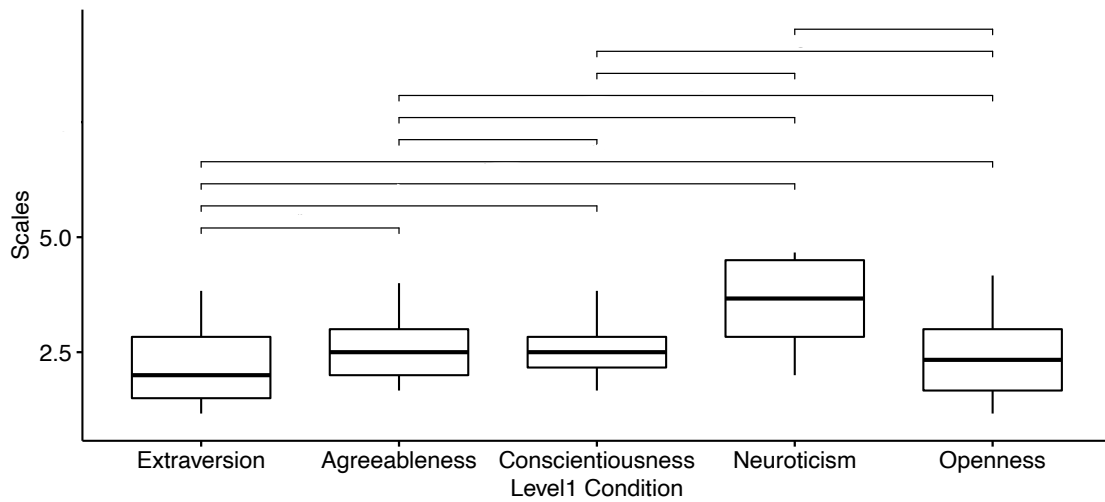 Scales
5.0
2.5
Extraversion Agreeableness Conscientiousness Neuroticism Openness
Level1 Condition